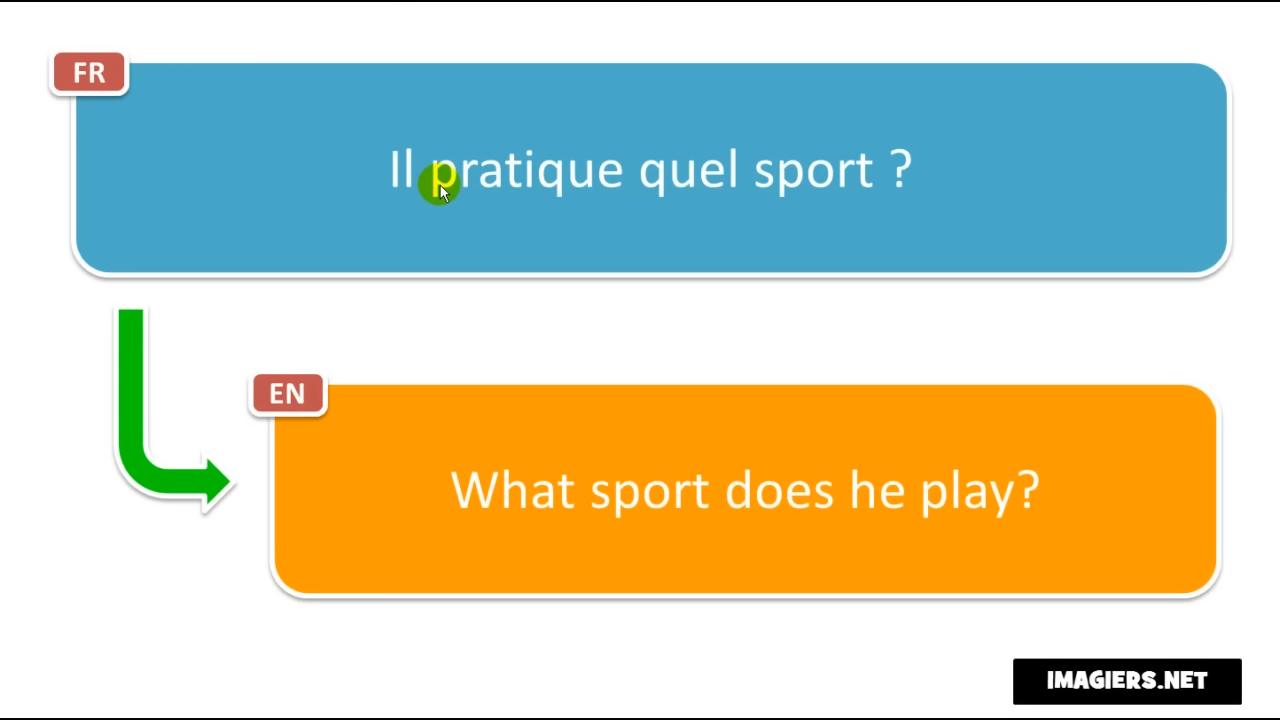 FR
Il pratique quel sport ?
EN
What sport does he play?
IMAGIERS.NET